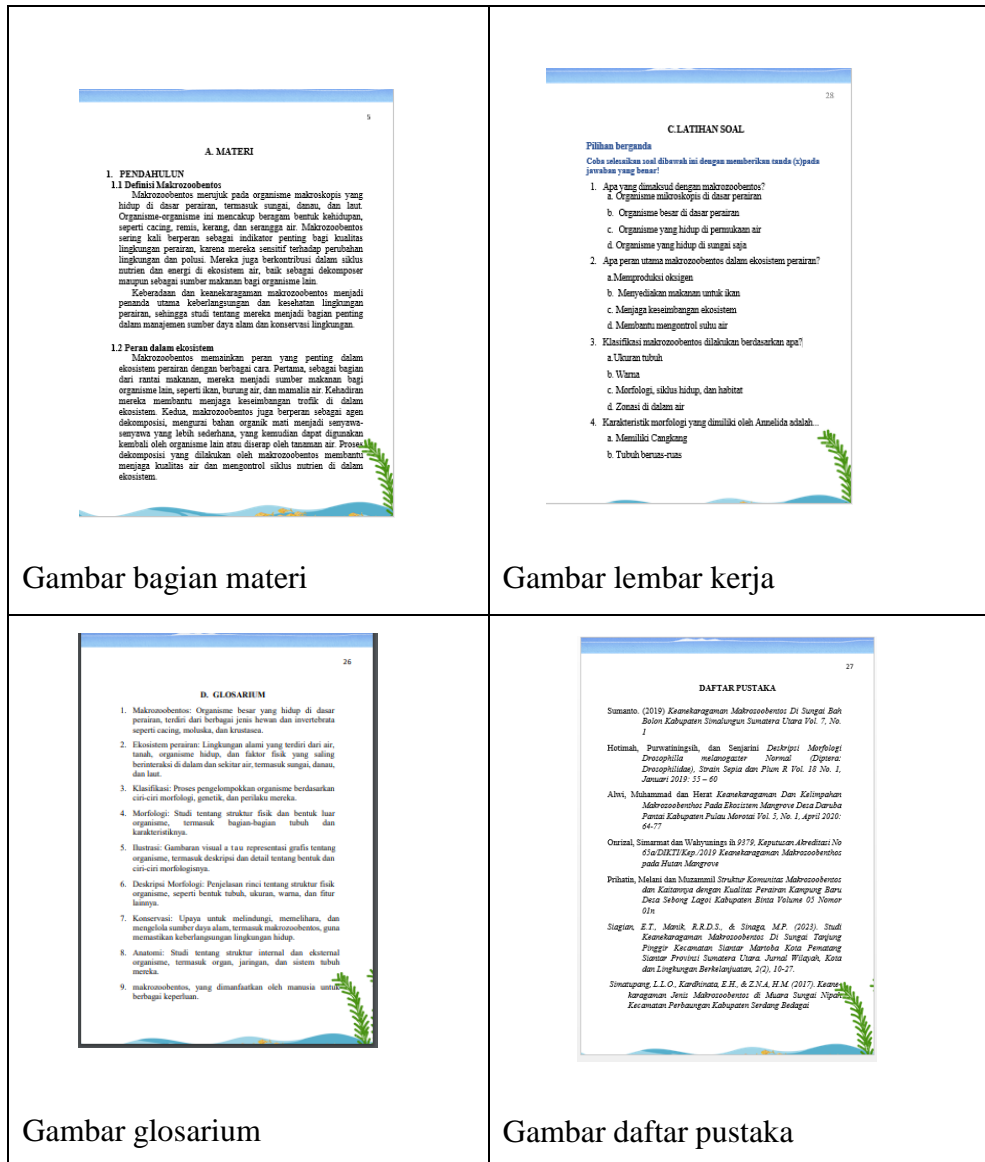 5
A. MATERI
1. PENDAHULUN
1.1 Definisi Makrozoobentos
Makrozoobentos merujuk pada organisme makroskopis yang
hidup di dasar perairan, termasuk sungai, danau, dan laut.
Organisme-organisme ini mencakup beragam bentuk kehidupan,
seperti cacing, remis, kerang, dan serangga air. Makrozoobentos
sering kali berperan sebagai indikator penting bagi kualitas
lingkungan perairan, karena mereka sensitif terhadap perubahan
lingkungan dan polusi. Mereka juga berkontribusi dalam siklus
nutrien dan energi di ekosistem air, baik sebagai dekomposer
maupun sebagai sumber makanan bagi organisme lain.
Keberadaan dan keanekaragaman makrozoobentos menjadi
penanda utama keberlangsungan dan kesehatan lingkungan
perairan, sehingga studi tentang mereka menjadi bagian penting
dalam manajemen sumber daya alam dan konservasi lingkungan.
1.2 Peran dalam ekosistem
Makrozoobentos memainkan peran yang penting dalam
ekosistem perairan dengan berbagai cara. Pertama, sebagai bagian
dari rantai makanan, mereka menjadi sumber makanan bagi
organisme lain, seperti ikan, burung air, dan mamalia air. Kehadiran
mereka membantu menjaga keseimbangan trofik di dalam
ekosistem. Kedua, makrozoobentos juga berperan sebagai agen
dekomposisi, mengurai bahan organik mati menjadi senyawa-
senyawa yang lebih sederhana, yang kemudian dapat digunakan
kembali oleh organisme lain atau diserap oleh tanaman air. Proses
dekomposisi yang dilakukan oleh makrozoobentos membantu
menjaga kualitas air dan mengontrol siklus nutrien di dalam
ekosistem.
Gambar bagian materi
28
C.LATIHAN SOAL
Pilihan berganda
Coba selesaikan soal dibawah ini dengan memberikan tanda (x)pada
jawaban yang benar!
1. Apa yang dimaksud dengan makrozoobentos?
a. Organisme mikroskopis di dasar perairan
b. Organisme besar di dasar perairan
c. Organisme yang hidup di permukaan air
d. Organisme yang hidup di sungai saja
2. Apa peran utama makrozoobentos dalam ekosistem perairan?
a.Memproduksi oksigen
b. Menyediakan makanan untuk ikan
c. Menjaga keseimbangan ekosistem
d. Membantu mengontrol suhu air
3. Klasifikasi makrozoobentos dilakukan berdasarkan apa?
a.Ukuran tubuh
b. Warna
c. Morfologi, siklus hidup, dan habitat
d. Zonasi di dalam air
4. Karakteristik morfologi yang dimiliki oleh Annelida adalah...
a. Memiliki Cangkang
b. Tubuh beruas-ruas
Gambar lembar kerja
26
D. GLOSARIUM
1. Makrozoobentos: Organisme besar yang hidup di dasar
perairan, terdiri dari berbagai jenis hewan dan invertebrata
seperti cacing, moluska, dan krustasea.
2. Ekosistem perairan: Lingkungan alami yang terdiri dari air,
tanah, organisme hidup, dan faktor fisik yang saling
berinteraksi di dalam dan sekitar air, termasuk sungai, danau,
dan laut.
3. Klasifikasi: Proses pengelompokkan organisme berdasarkan
ciri-ciri morfologi, genetik, dan perilaku mereka.
4. Morfologi: Studi tentang struktur fisik dan bentuk luar
organisme, termasuk bagian-bagian tubuh dan
karakteristiknya.
5. Ilustrasi: Gambaran visual a t a u representasi grafis tentang
organisme, termasuk deskripsi dan detail tentang bentuk dan
ciri-ciri morfologisnya.
6. Deskripsi Morfologi: Penjelasan rinci tentang struktur fisik
organisme, seperti bentuk tubuh, ukuran, warna, dan fitur
lainnya.
7. Konservasi: Upaya untuk melindungi, memelihara, dan
mengelola sumber daya alam, termasuk makrozoobentos, guna
memastikan keberlangsungan lingkungan hidup.
8. Anatomi: Studi tentang struktur internal dan eksternal
organisme, termasuk organ, jaringan, dan sistem tubuh
mereka.
9. makrozoobentos, yang dimanfaatkan oleh manusia untuk
berbagai keperluan.
Gambar glosarium
27
DAFTAR PUSTAKA
Sumanto. (2019) Keanekaragaman Makrosoobentos Di Sungai Bah
Bolon Kabupaten Simalungun Sumatera Utara Vol. 7, No.
1
Hotimah, Purwatiningsih, dan Senjarini Deskripsi Morfologi
Drosophilla melanogaster Normal (Diptera:
Drosophilidae), Strain Sepia dan Plum R Vol. 18 No. 1,
Januari 2019: 55 – 60
Alwi, Muhammad dan Herat Keanekaragaman Dan Kelimpahan
Makrozoobenthos Pada Ekosistem Mangrove Desa Daruba
Pantai Kabupaten Pulau Morotai Vol. 5, No. 1, April 2020:
64-77
Onrizal, Simarmat dan Wahyunings ih 9379, Keputusan Akreditasi No
65a/DIKTI/Kep./2019 Keanekaragaman Makrosoobenthos
pada Hutan Mangrove
Prihatin, Melani dan Muzammil Struktur Komunitas Makrosoobentos
dan Kaitannya dengan Kualitas Perairan Kampung Baru
Desa Sebong Lagoi Kabupaten Binta Volume 05 Nomor
01n
Siagian, E.T., Manik, R.R.D.S., & Sinaga, M.P. (2023). Studi
Keanekaragaman Makrosoobentos Di Sungai Tanjung
Pinggir Kecamatan Siantar Martoba Kota Pematang
Siantar Provinsi Sumatera Utara. Jurnal Wilayah, Kota
dan Lingkungan Berkelanjuatan, 2(2), 10-27.
Simatupang, L.L.O., Kardhinata, E.H., & Z.N.A, H.M. (2017). Keane-
karagaman Jenis Makrosoobentos di Muara Sungai Nipah
Kecamatan Perbaungan Kabupaten Serdang Bedagai
Gambar daftar pustaka